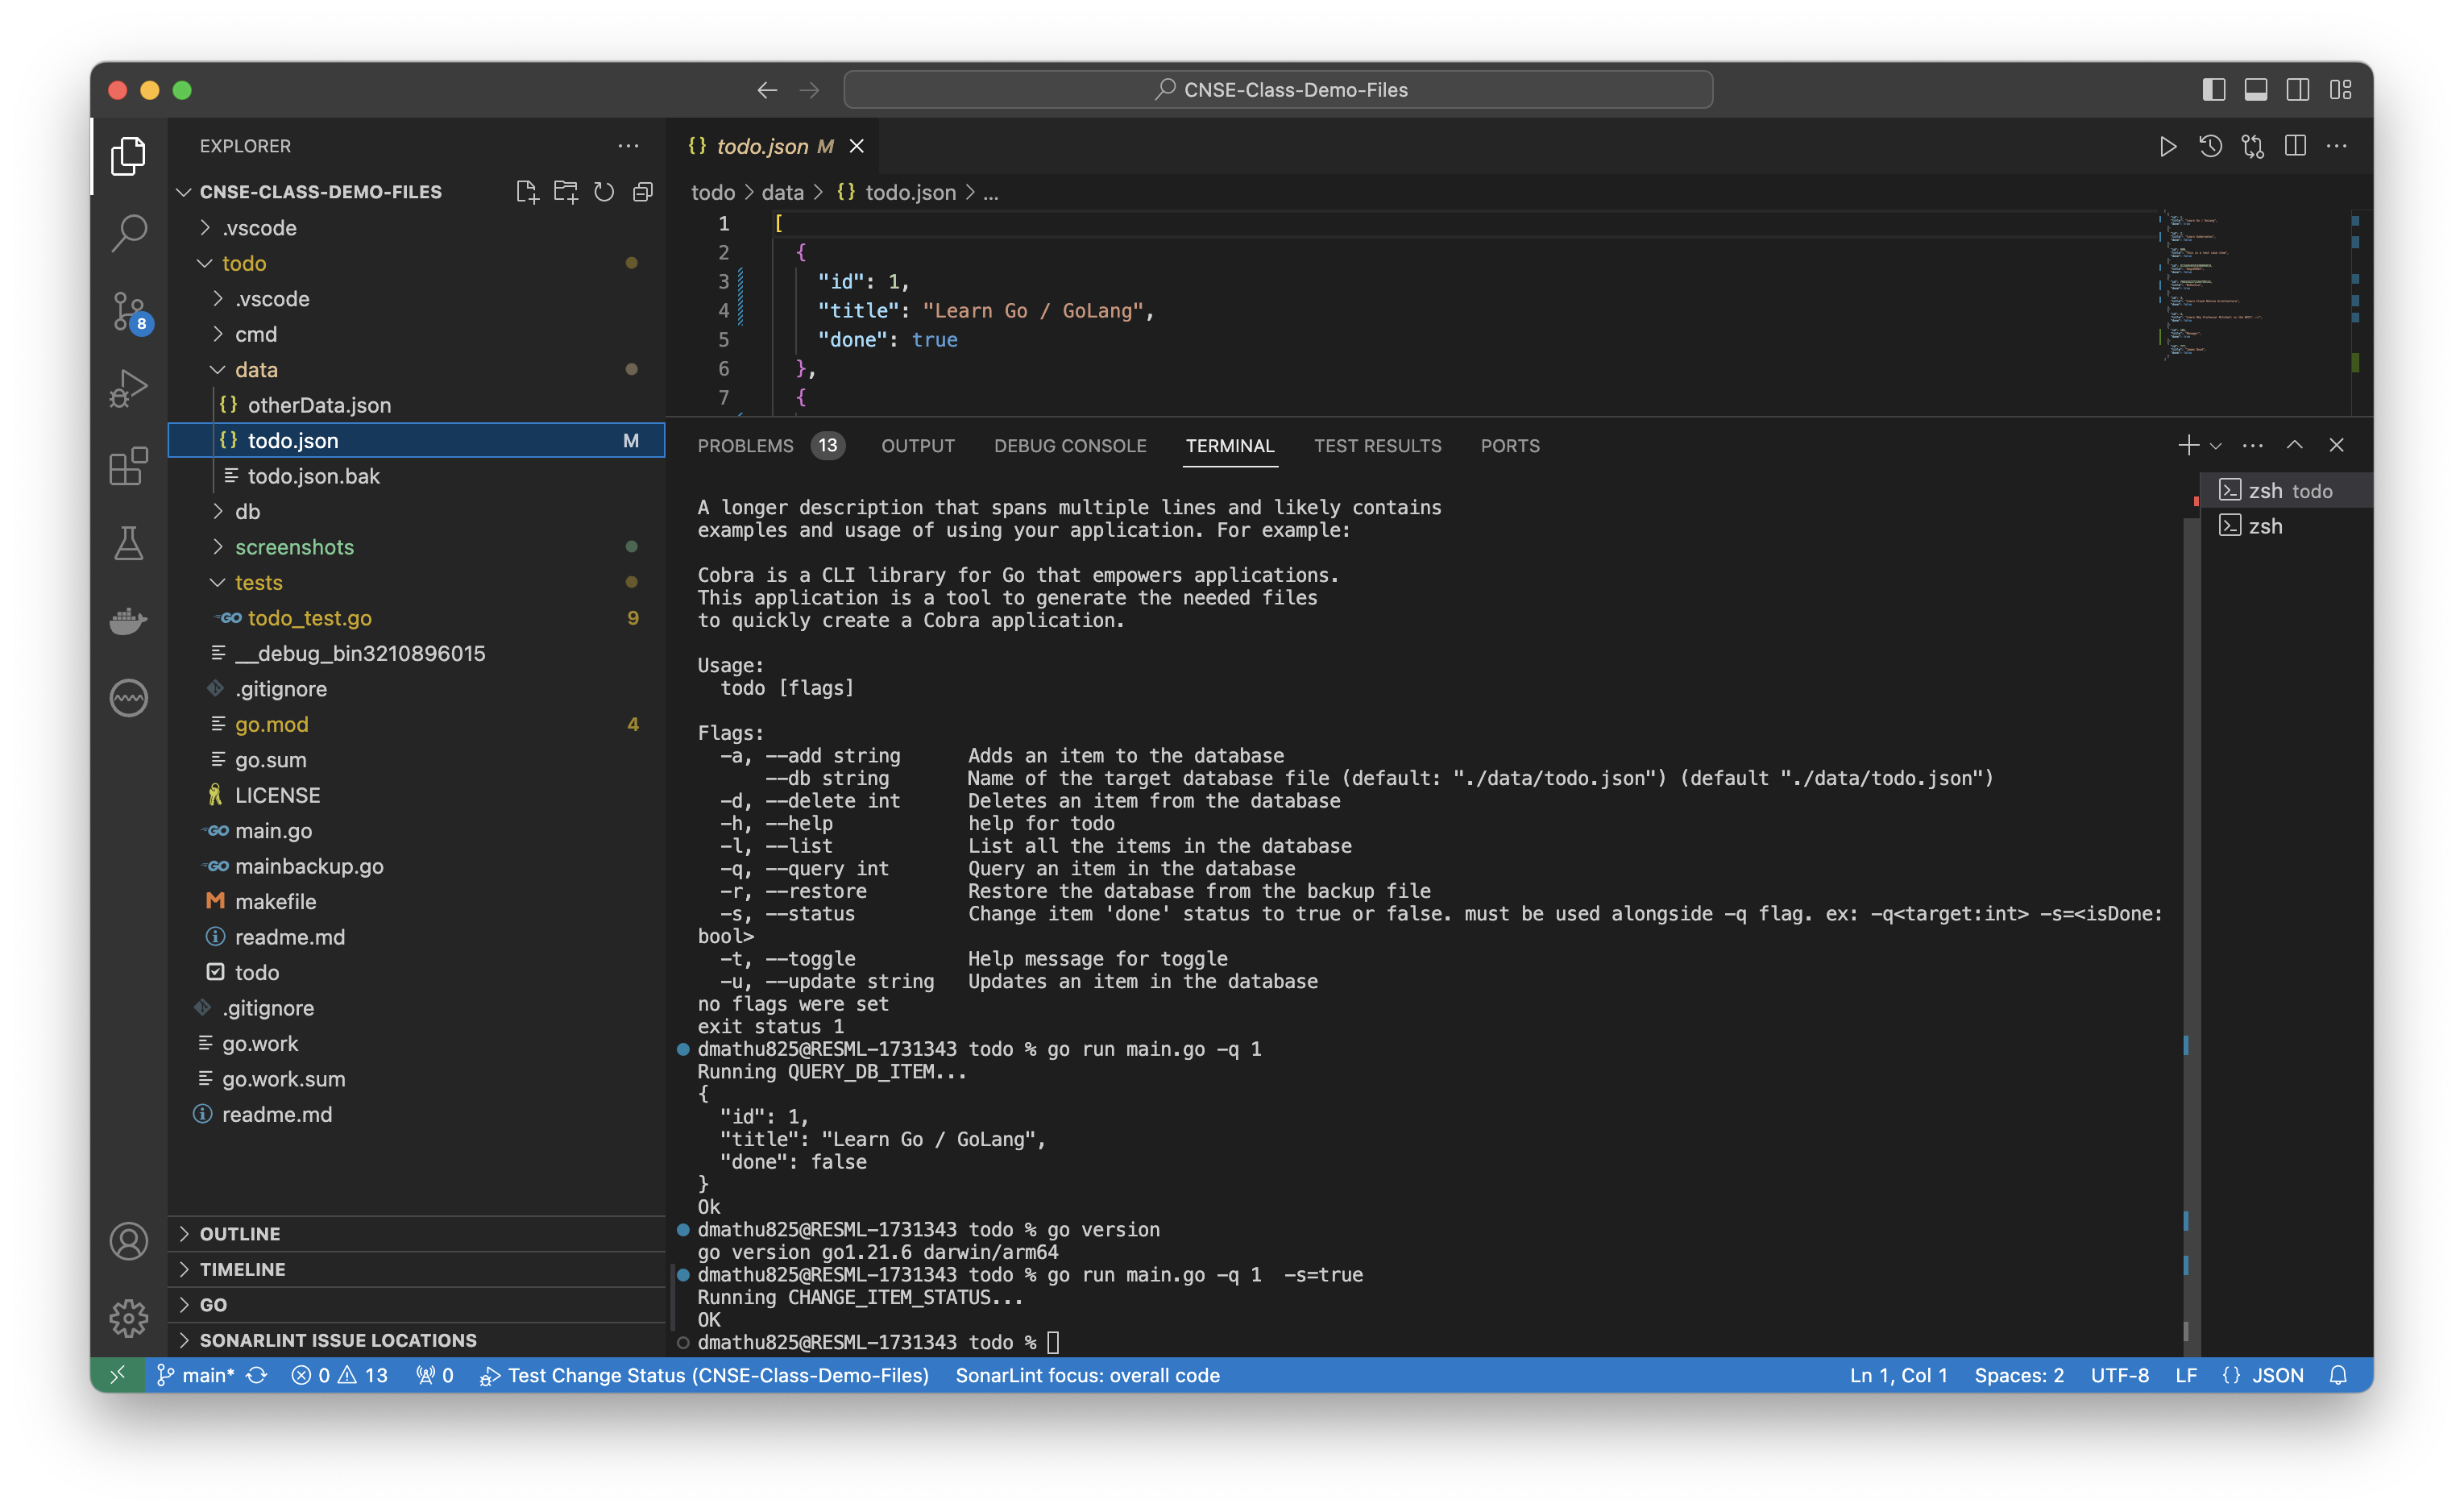 CNSE-Class-Demo-Files
EXPLORER
CNSE-CLASS-DEMO-FILES
.vscode
todo
.vscode
cmd
data
otherData.json
todo.json M
todo.json.bak
db
screenshots
tests
todo_test.go 9
__debug_bin3210896015
.gitignore
go.mod 4
go.sum
LICENSE
main.go
mainbackup.go
makefile
readme.md
todo
.gitignore
go.work
go.work.sum
readme.md
OUTLINE
TIMELINE
GO
SONARLINT ISSUE LOCATIONS
8
{} todo.json M
todo > data > {} todo.json > ...
1 [
2 {
3 "id": 1,
4 "title": "Learn Go / GoLang",
5 "done": true
6 },
7 {
PROBLEMS 13 OUTPUT DEBUG CONSOLE TERMINAL TEST RESULTS PORTS
zsh todo
zsh
A longer description that spans multiple lines and likely contains
examples and usage of using your application. For example:
Cobra is a CLI library for Go that empowers applications.
This application is a tool to generate the needed files
to quickly create a Cobra application.
Usage:
todo [flags]
Flags:
-a, --add string Adds an item to the database
--db string Name of the target database file (default: "./data/todo.json") (default "./data/todo.json")
-d, --delete int Deletes an item from the database
-h, --help help for todo
-l, --list List all the items in the database
-q, --query int Query an item in the database
-r, --restore Restore the database from the backup file
-s, --status Change item 'done' status to true or false. must be used alongside -q flag. ex: -q<target:int> -s=<isDone:
bool>
-t, --toggle Help message for toggle
-u, --update string Updates an item in the database
no flags were set
exit status 1
dmathu825@RESML-1731343 todo % go run main.go -q 1
Running QUERY_DB_ITEM...
{
"id": 1,
"title": "Learn Go / GoLang",
"done": false
}
Ok
dmathu825@RESML-1731343 todo % go version
go version go1.21.6 darwin/arm64
dmathu825@RESML-1731343 todo % go run main.go -q 1 -s=true
Running CHANGE_ITEM_STATUS...
OK
dmathu825@RESML-1731343 todo %
main* 0 13 0 Test Change Status (CNSE-Class-Demo-Files) SonarLint focus: overall code Ln 1, Col 1 Spaces: 2 UTF-8 LF {} JSON